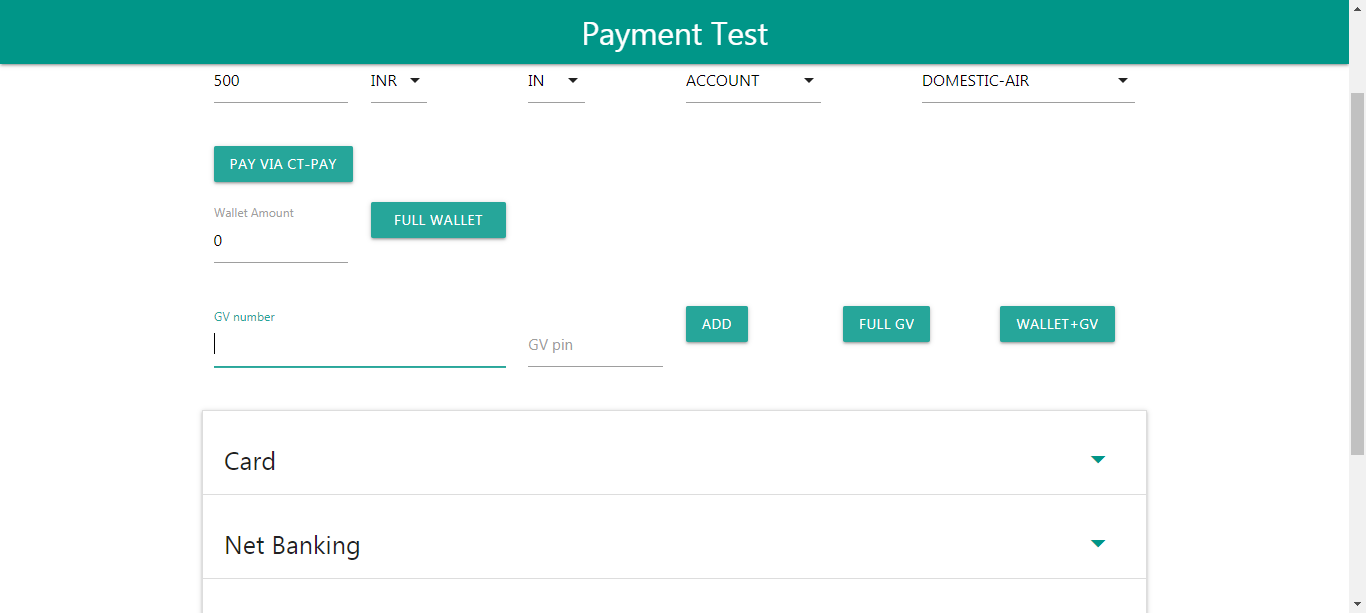 Payment Test
500 INR IN ACCOUNT DOMESTIC-AIR
PAY VIA CT-PAY
Wallet Amount
FULL WALLET
0
GV number
ADD FULL GV WALLET+GV
GV pin
Card
Net Banking